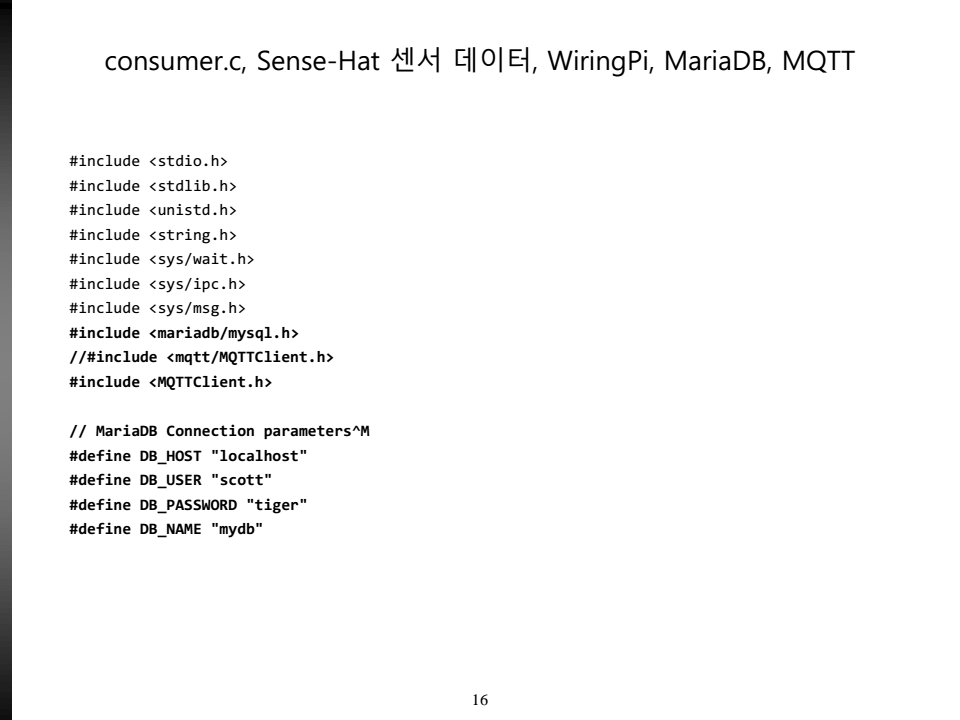 consumer.c, Sense-Hat 센서 데이터, WiringPi, MariaDB, MQTT
#include <stdio.h>
#include <stdlib.h>
#include <unistd.h>
#include <string.h>
#include <sys/wait.h>
#include <sys/ipc.h>
#include <sys/msg.h>
#include <mariadb/mysql.h>
//#include <mqtt/MQTTClient.h>
#include <MQTTClient.h>
// MariaDB Connection parameters^M
#define DB_HOST "localhost"
#define DB_USER "scott"
#define DB_PASSWORD "tiger"
#define DB_NAME "mydb"
16